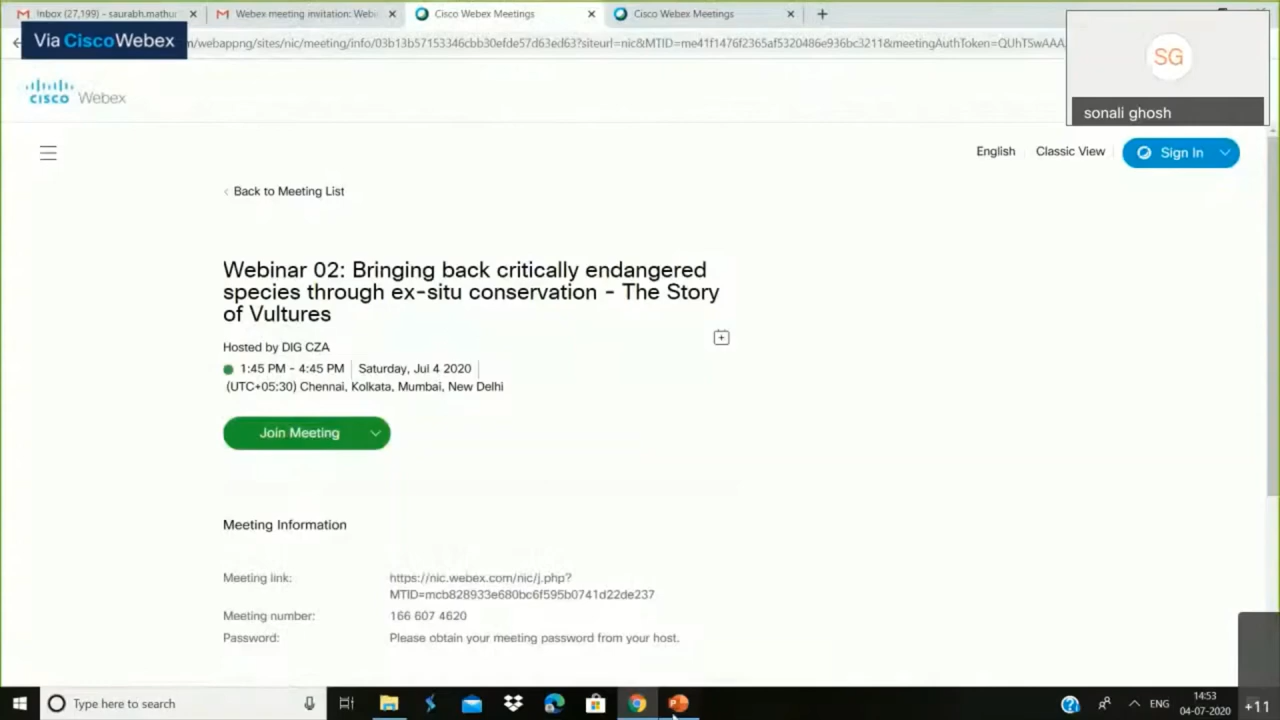 Inbox (27,199) - saurabh.mathur
Webex meeting invitation: Web
Cisco Webex Meetings
Cisco Webex Meetings
Via CiscoWebex
/webappng/sites/nic/meeting/info/03b13b57153346cbb30efde57d63ed63?siteurl=nic&MTID=me41f1476f2365af5320486e936bc3211&meetingAuthToken=QUhTSwAAA
SG
sonali ghosh
cisco Webex
English
Classic View
Sign In
Back to Meeting List
Webinar 02: Bringing back critically endangered
species through ex-situ conservation - The Story
of Vultures
Hosted by DIG CZA
1:45 PM - 4:45 PM
Saturday, Jul 4 2020
(UTC+05:30) Chennai, Kolkata, Mumbai, New Delhi
Join Meeting
Meeting Information
Meeting link:
https://nic.webex.com/nic/j.php?
MTID=mcb828933e680bc6f595b0741d22de237
Meeting number:
166 607 4620
Password:
Please obtain your meeting password from your host.
Type here to search
ENG
14:53
04-07-2020
+11